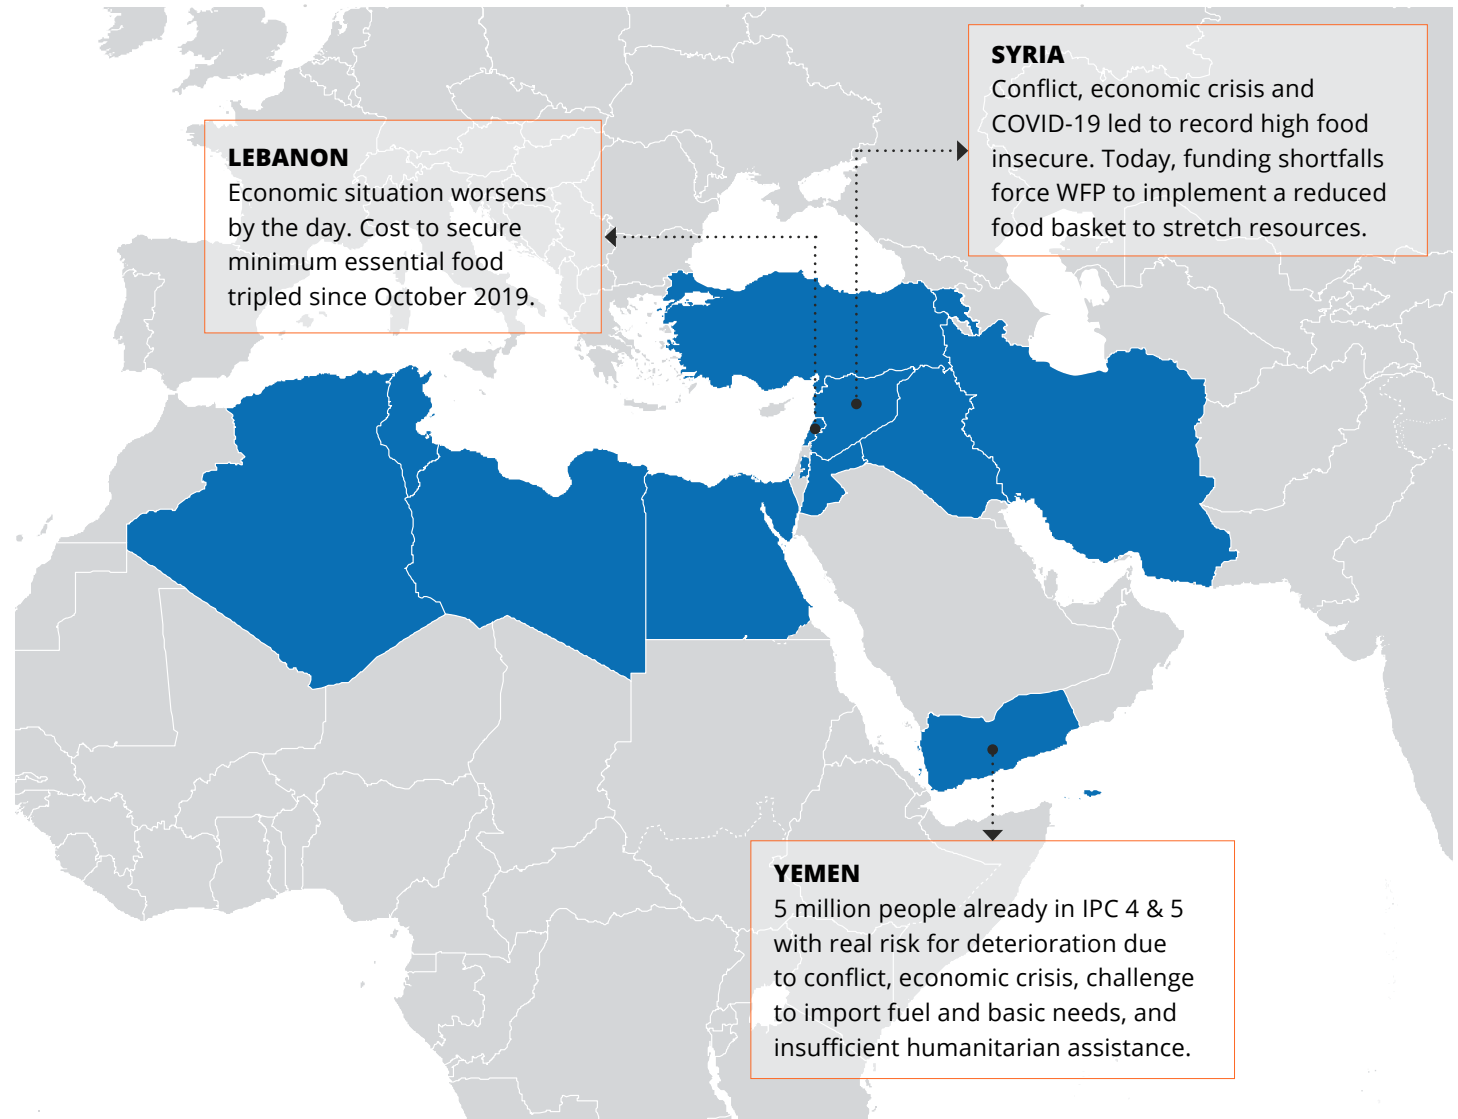 LEBANON
Economic situation worsens
by the day. Cost to secure
minimum essential food
tripled since October 2019.
SYRIA
Conflict, economic crisis and
COVID-19 led to record high food
insecure. Today, funding shortfalls
force WFP to implement a reduced
food basket to stretch resources.
YEMEN
5 million people already in IPC 4 & 5
with real risk for deterioration due
to conflict, economic crisis, challenge
to import fuel and basic needs, and
insufficient humanitarian assistance.